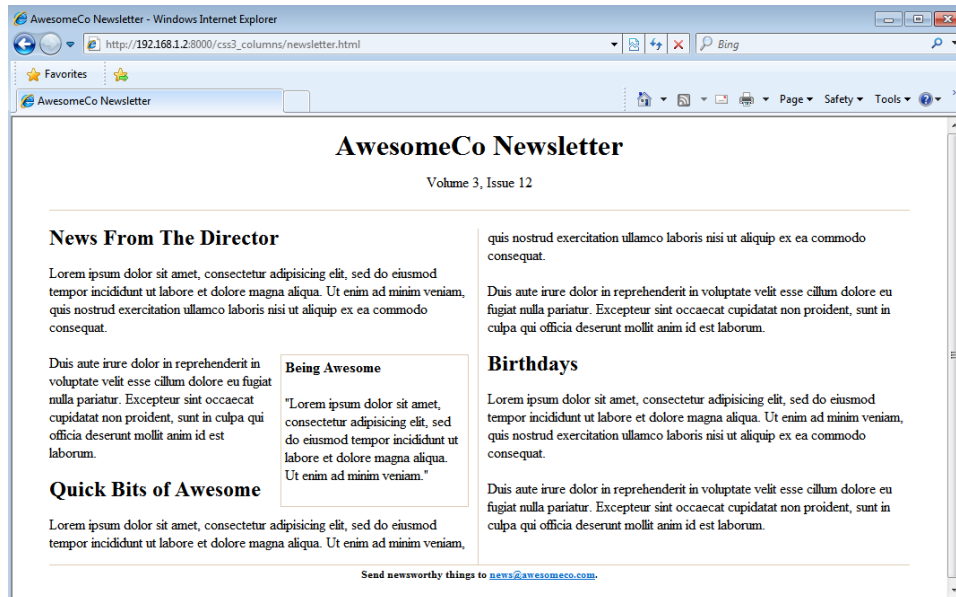 AwesomeCo Newsletter - Windows Internet Explorer
http://192.168.1.2:8000/css3_columns/newsletter.html
Bing
Favorites
AwesomeCo Newsletter
Page
Safety
Tools
AwesomeCo Newsletter
Volume 3, Issue 12
News From The Director
Lorem ipsum dolor sit amet, consectetur adipisicing elit, sed do eiusmod
tempor incididunt ut labore et dolore magna aliqua. Ut enim ad minim veniam,
quis nostrud exercitation ullamco laboris nisi ut aliquip ex ea commodo
consequat.
Duis aute irure dolor in reprehenderit in
voluptate velit esse cillum dolore eu fugiat
nulla pariatur. Excepteur sint occaecat
cupidatat non proident, sunt in culpa qui
officia deserunt mollit anim id est
laborum.
Being Awesome
"Lorem ipsum dolor sit amet,
consectetur adipisicing elit, sed
do eiusmod tempor incididunt ut
labore et dolore magna aliqua.
Ut enim ad minim veniam."
Quick Bits of Awesome
Lorem ipsum dolor sit amet, consectetur adipisicing elit, sed do eiusmod
tempor incididunt ut labore et dolore magna aliqua. Ut enim ad minim veniam,
quis nostrud exercitation ullamco laboris nisi ut aliquip ex ea commodo
consequat.
Duis aute irure dolor in reprehenderit in voluptate velit esse cillum dolore eu
fugiat nulla pariatur. Excepteur sint occaecat cupidatat non proident, sunt in
culpa qui officia deserunt mollit anim id est laborum.
Birthdays
Lorem ipsum dolor sit amet, consectetur adipisicing elit, sed do eiusmod
tempor incididunt ut labore et dolore magna aliqua. Ut enim ad minim veniam,
quis nostrud exercitation ullamco laboris nisi ut aliquip ex ea commodo
consequat.
Duis aute irure dolor in reprehenderit in voluptate velit esse cillum dolore eu
fugiat nulla pariatur. Excepteur sint occaecat cupidatat non proident, sunt in
culpa qui officia deserunt mollit anim id est laborum.
Send newsworthy things to news@awesomeco.com.